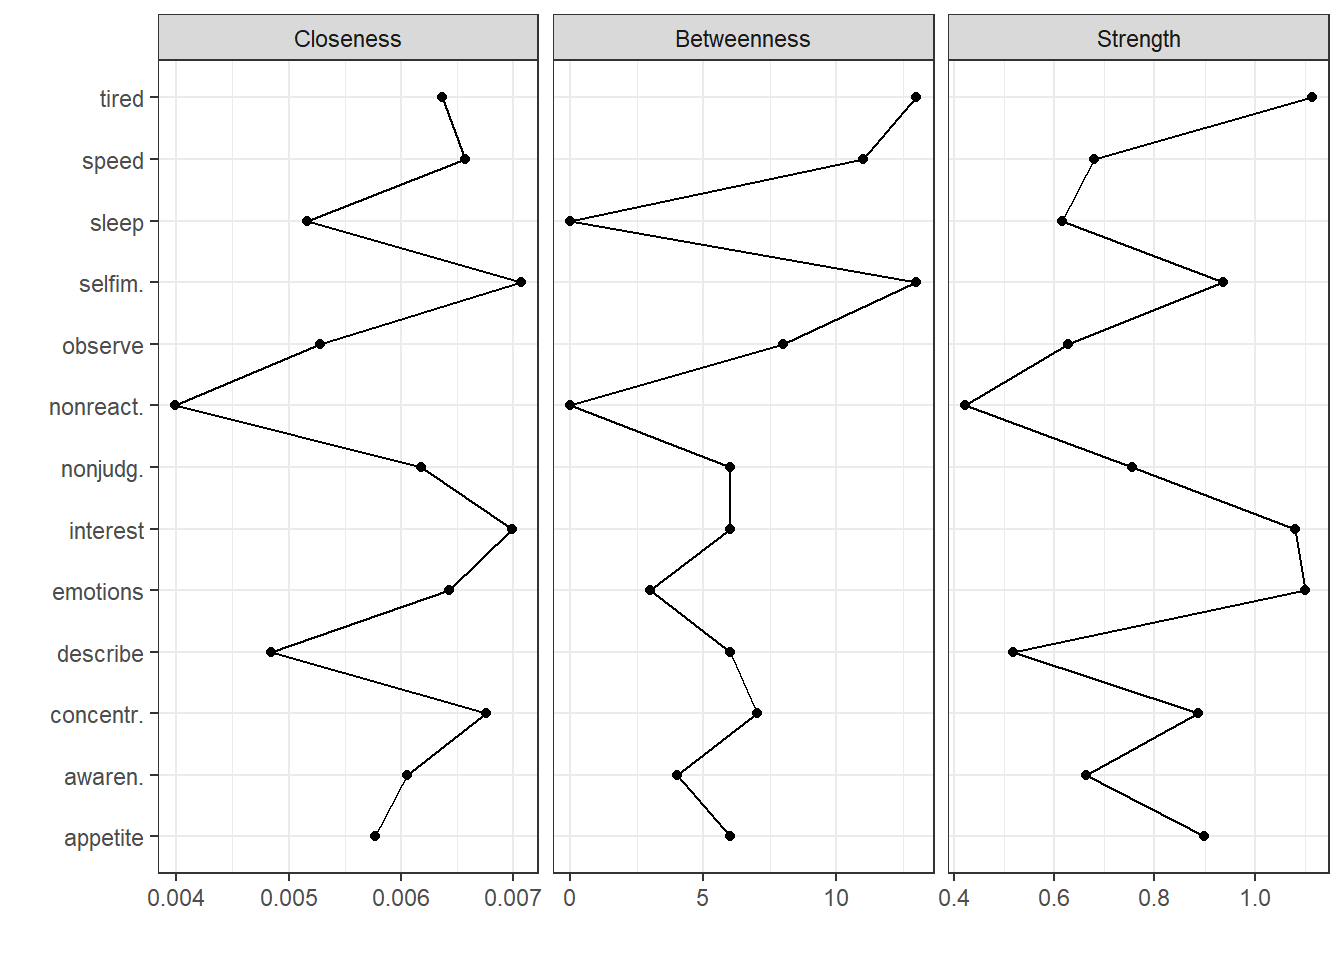 Closeness Betweenness Strength
tired
speed
sleep
selfim.
observe
nonreact.
nonjudg.
interest
emotions
describe
concentr.
awaren.
appetite
0.004 0.005 0.006 0.007 0 5 10 0.4 0.6 0.8 1.0